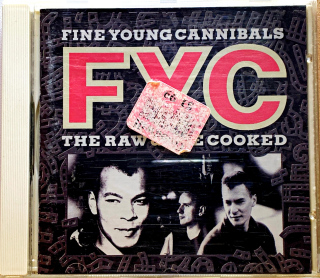 FINE YOUNG CANNIBALS
FYC
THE RAW COOKED